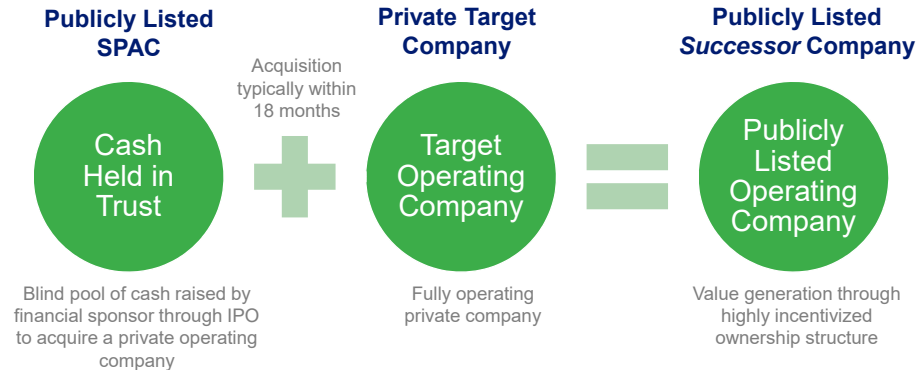 Publicly Listed
SPAC
Acquisition
typically within
18 months
Private Target
Company
Publicly Listed
Successor Company
Cash
Held in
Trust
Target
Operating
Company
Publicly
Listed
Operating
Company
Blind pool of cash raised by
financial sponsor through IPO
to acquire a private operating
company
Fully operating
private company
Value generation through
highly incentivized
ownership structure